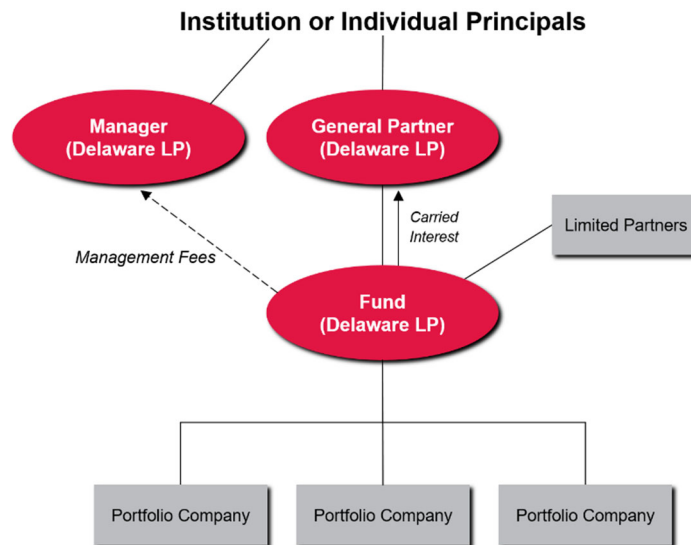 Institution or Individual Principals
Manager
(Delaware LP)
General Partner
(Delaware LP)
Carried
Interest
Limited Partners
Management Fees
Fund
(Delaware LP)
Portfolio Company
Portfolio Company
Portfolio Company